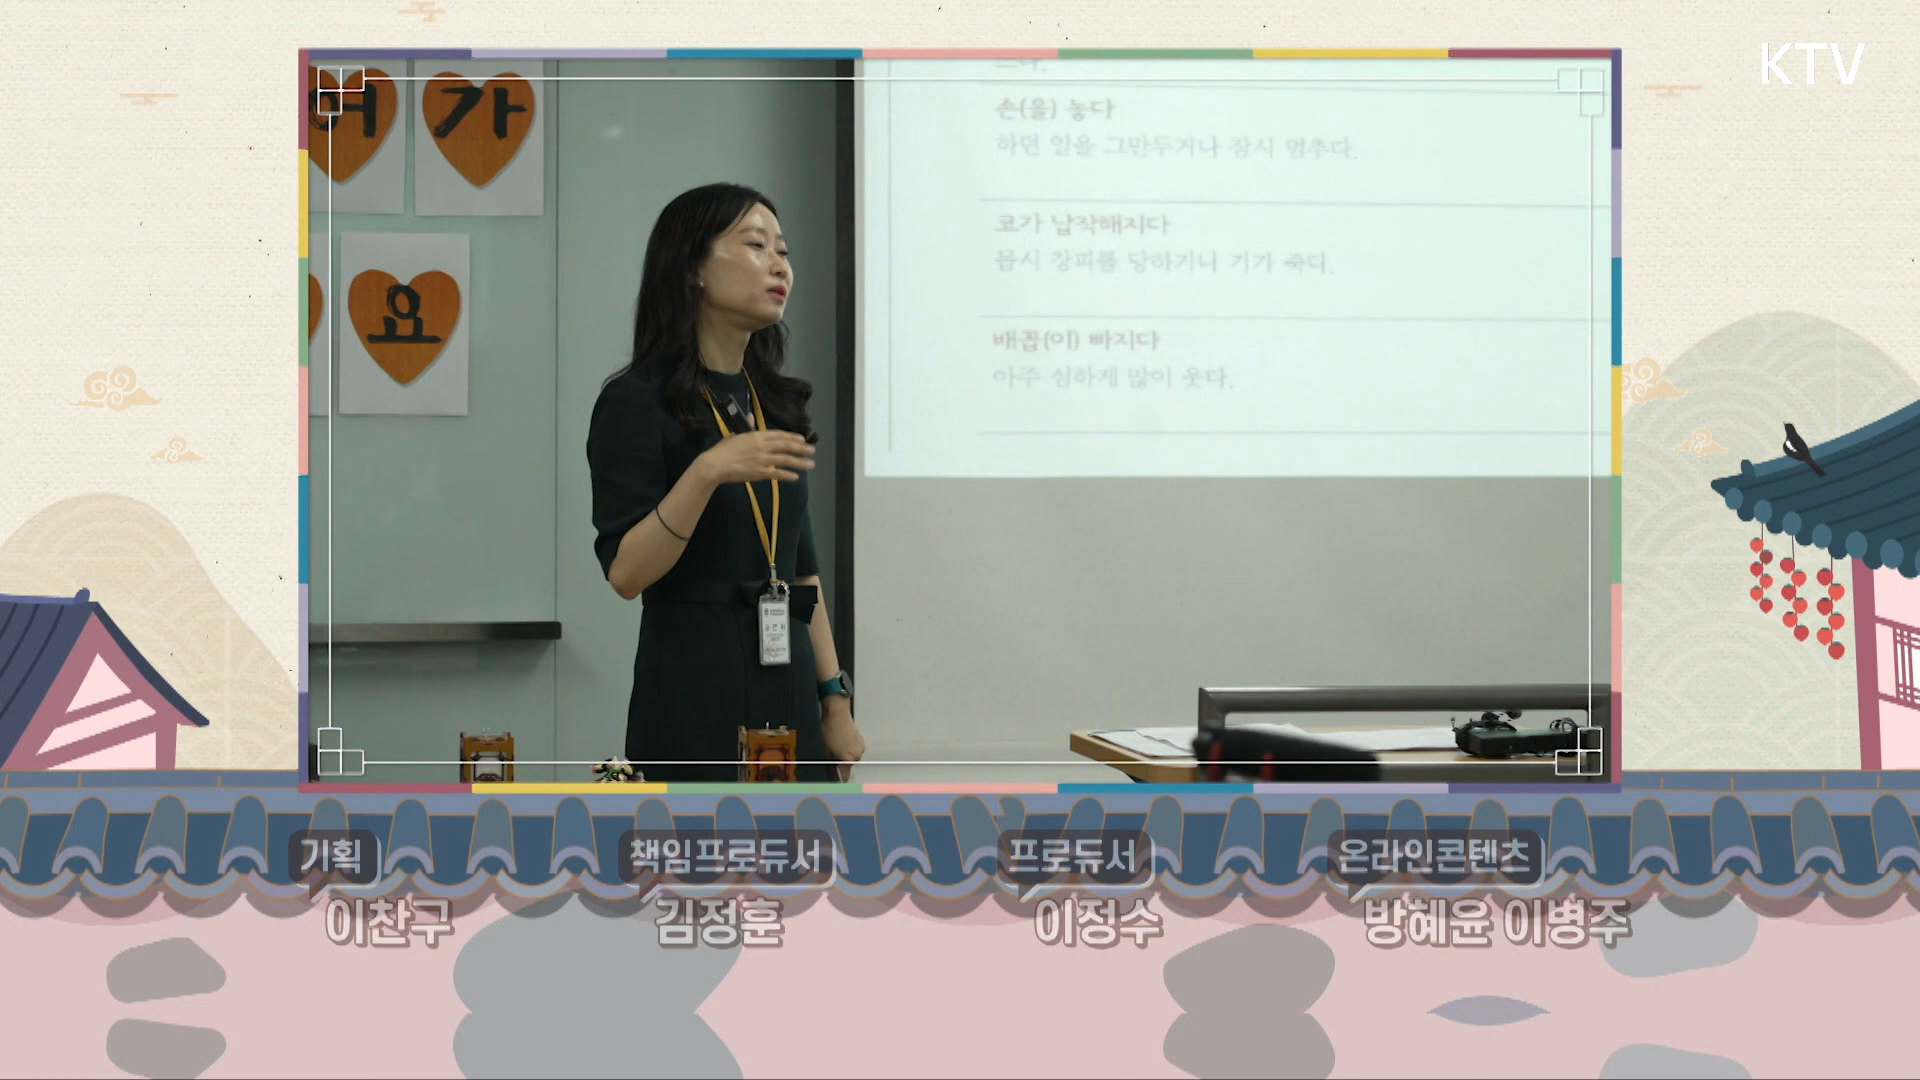 KTV
여 가
요
손(을) 놓다
하던 일을 그만두거나 잠시 멈추다.
코가 납작해지다
몹시 창피를 당하거나 기가 죽다.
배꼽(이) 빠지다
아주 심하게 많이 웃다.
기획
이찬구
책임프로듀서
김정훈
프로듀서
이정수
온라인콘텐츠
방혜윤 이병주